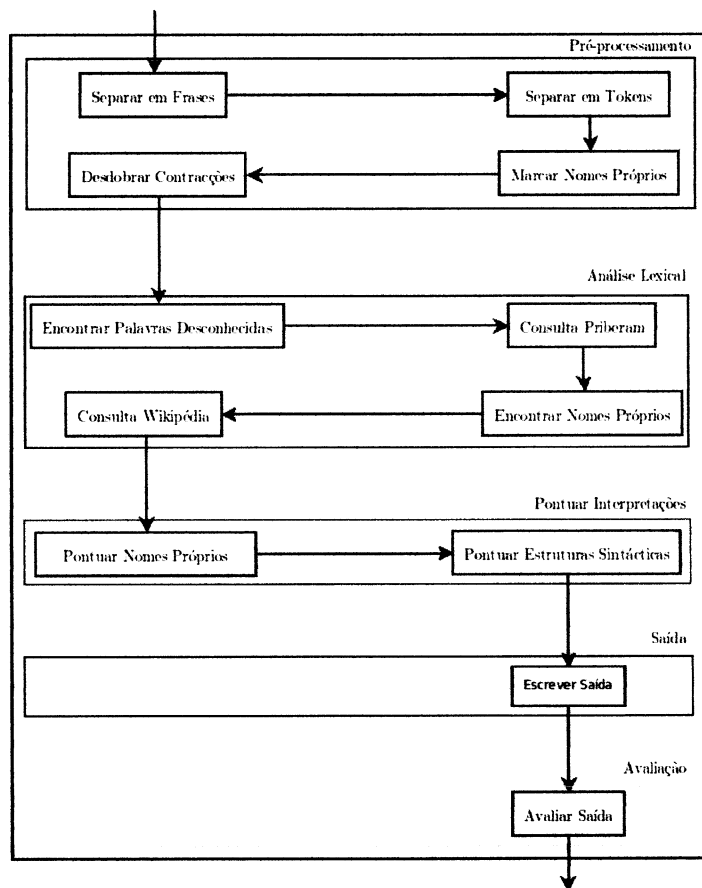 Pré-processamento
Separar em Frases
Separar em Tokens
Desdobrar Contracções
Marcar Nomes Próprios
Análise Lexical
Encontrar Palavras Desconhecidas
Consulta Priberam
Consulta Wikipédia
Encontrar Nomes Próprios
Pontuar Interpretações
Pontuar Nomes Próprios
Pontuar Estruturas Sintácticas
Saída
Escrever Saída
Avaliação
Avaliar Saída